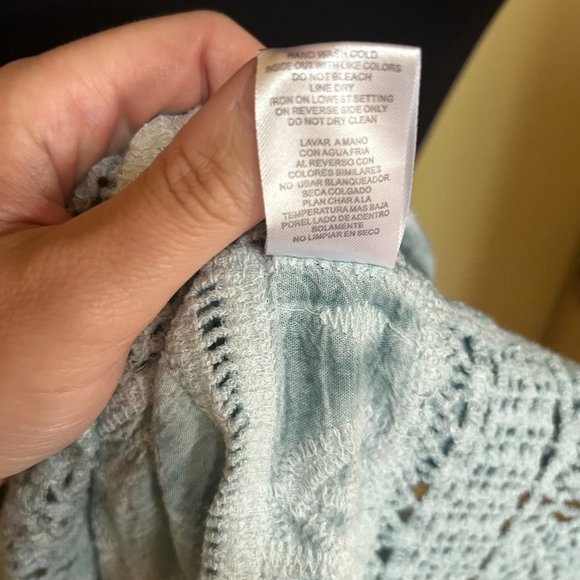 HAND WASH COLD
INSIDE OUT WITH LIKE COLORS
DO NOT BLEACH
LINE DRY
IRON ON LOWEST SETTING
ON REVERSE SIDE ONLY
DO NOT DRY CLEAN
LAVAR A MANO
CON AGUA FRIA
AL REVERSO CON
COLORES SIMILARES
NO USAR BLANQUEADOR
SECA COLGADO
PLAN CHAR A LA
TEMPERATURA MAS BAJA
POR EL LADO DE ADENTRO
SOLAMENTE
NO LIMPIAR EN SECO